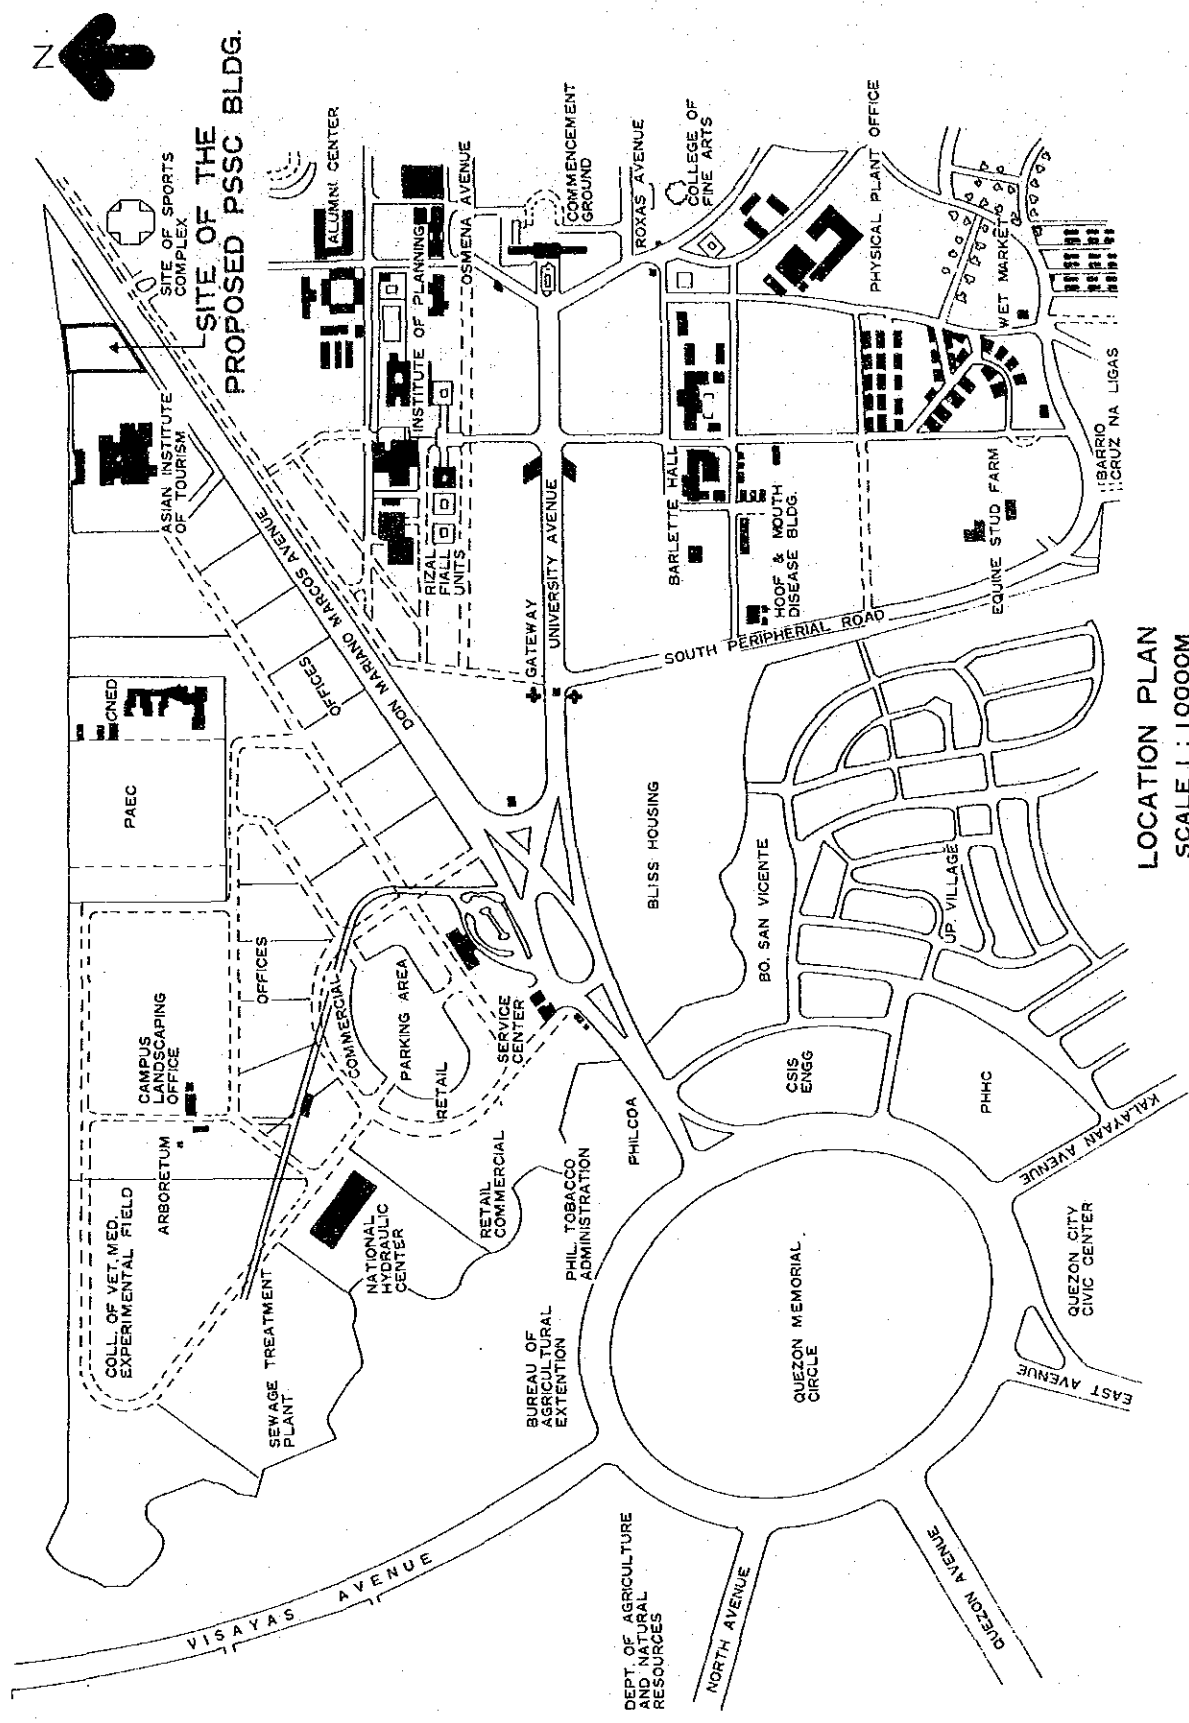 N
SITE OF THE
PROPOSED PSSC BLDG.
SITE OF SPORTS
COMPLEX
ALUMNI CENTER
INSTITUTE OF PLANNING
OSMENA AVENUE
COMMENCEMENT
GROUND
ROXAS AVENUE
COLLEGE OF
FINE ARTS
PHYSICAL PLANT OFFICE
WET MARKET
BARRIO
CRUZ NA LIGAS
ASIAN INSTITUTE
OF TOURISM
DON MARIANO MARCOS AVENUE
OFFICES
RIZAL
FIALL
UNITS
GATEWAY
UNIVERSITY AVENUE
BARLETTE HALL
HOOF & MOUTH
DISEASE BLDG.
EQUINE STUD FARM
SOUTH PERIPHERIAL ROAD
CNED
PAEC
BLISS HOUSING
BO. SAN VICENTE
U.P. VILLAGE
OFFICES
CAMPUS
LANDSCAPING
OFFICE
COMMERCIAL
PARKING AREA
RETAIL
SERVICE
CENTER
CSIS
ENGG
PHHC
KALAYAAN AVENUE
ARBORETUM
COLL. OF VET. MED.
EXPERIMENTAL FIELD
NATIONAL
HYDRAULIC
CENTER
RETAIL
COMMERCIAL
PHIL. TOBACCO
ADMINISTRATION
PHILCOA
SEWAGE TREATMENT
PLANT
BUREAU OF
AGRICULTURAL
EXTENTION
QUEZON MEMORIAL
CIRCLE
QUEZON CITY
CIVIC CENTER
EAST AVENUE
VISAYAS AVENUE
DEPT. OF AGRICULTURE
AND NATURAL
RESOURCES
NORTH AVENUE
QUEZON AVENUE
LOCATION PLAN
SCALE 1 : 10000M